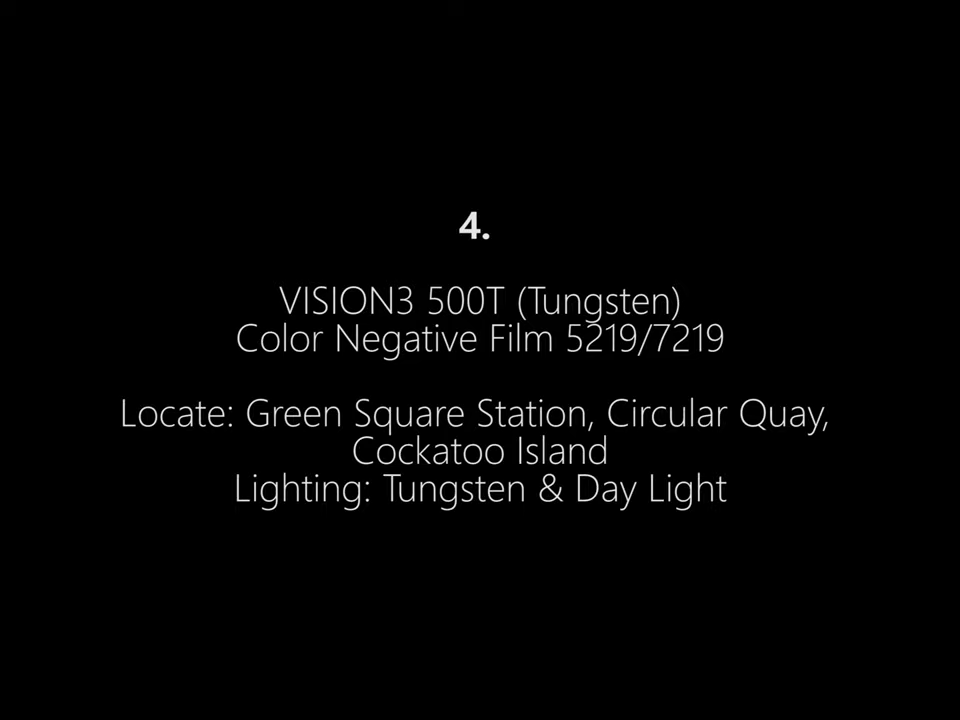 4.
VISION3 500T (Tungsten)
Color Negative Film 5219/7219
Locate: Green Square Station, Circular Quay,
Cockatoo Island
Lighting: Tungsten & Day Light